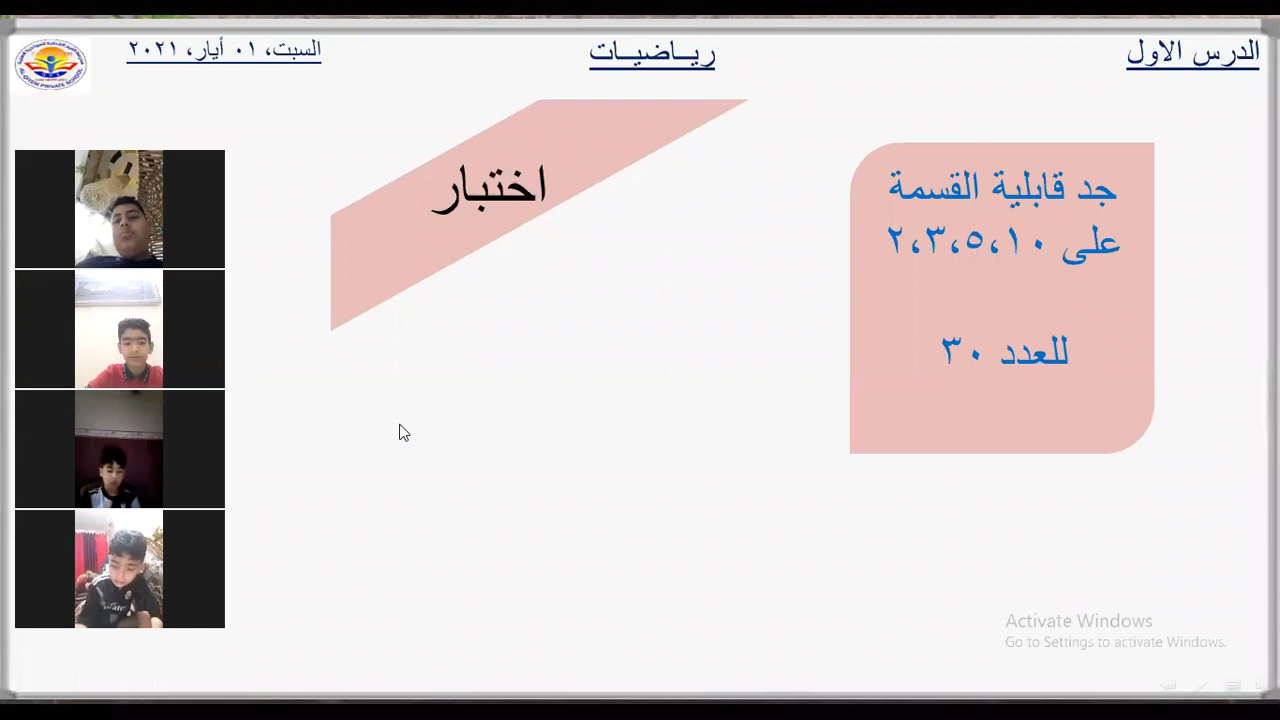 الدرس الاول
ريـــاضيـــات
السبت، ٠١ أيار، ٢٠٢١
اختبار
جد قابلية القسمة
على ٢،٣،٥،١٠
للعدد ٣٠
Activate Windows
Go to Settings to activate Windows.